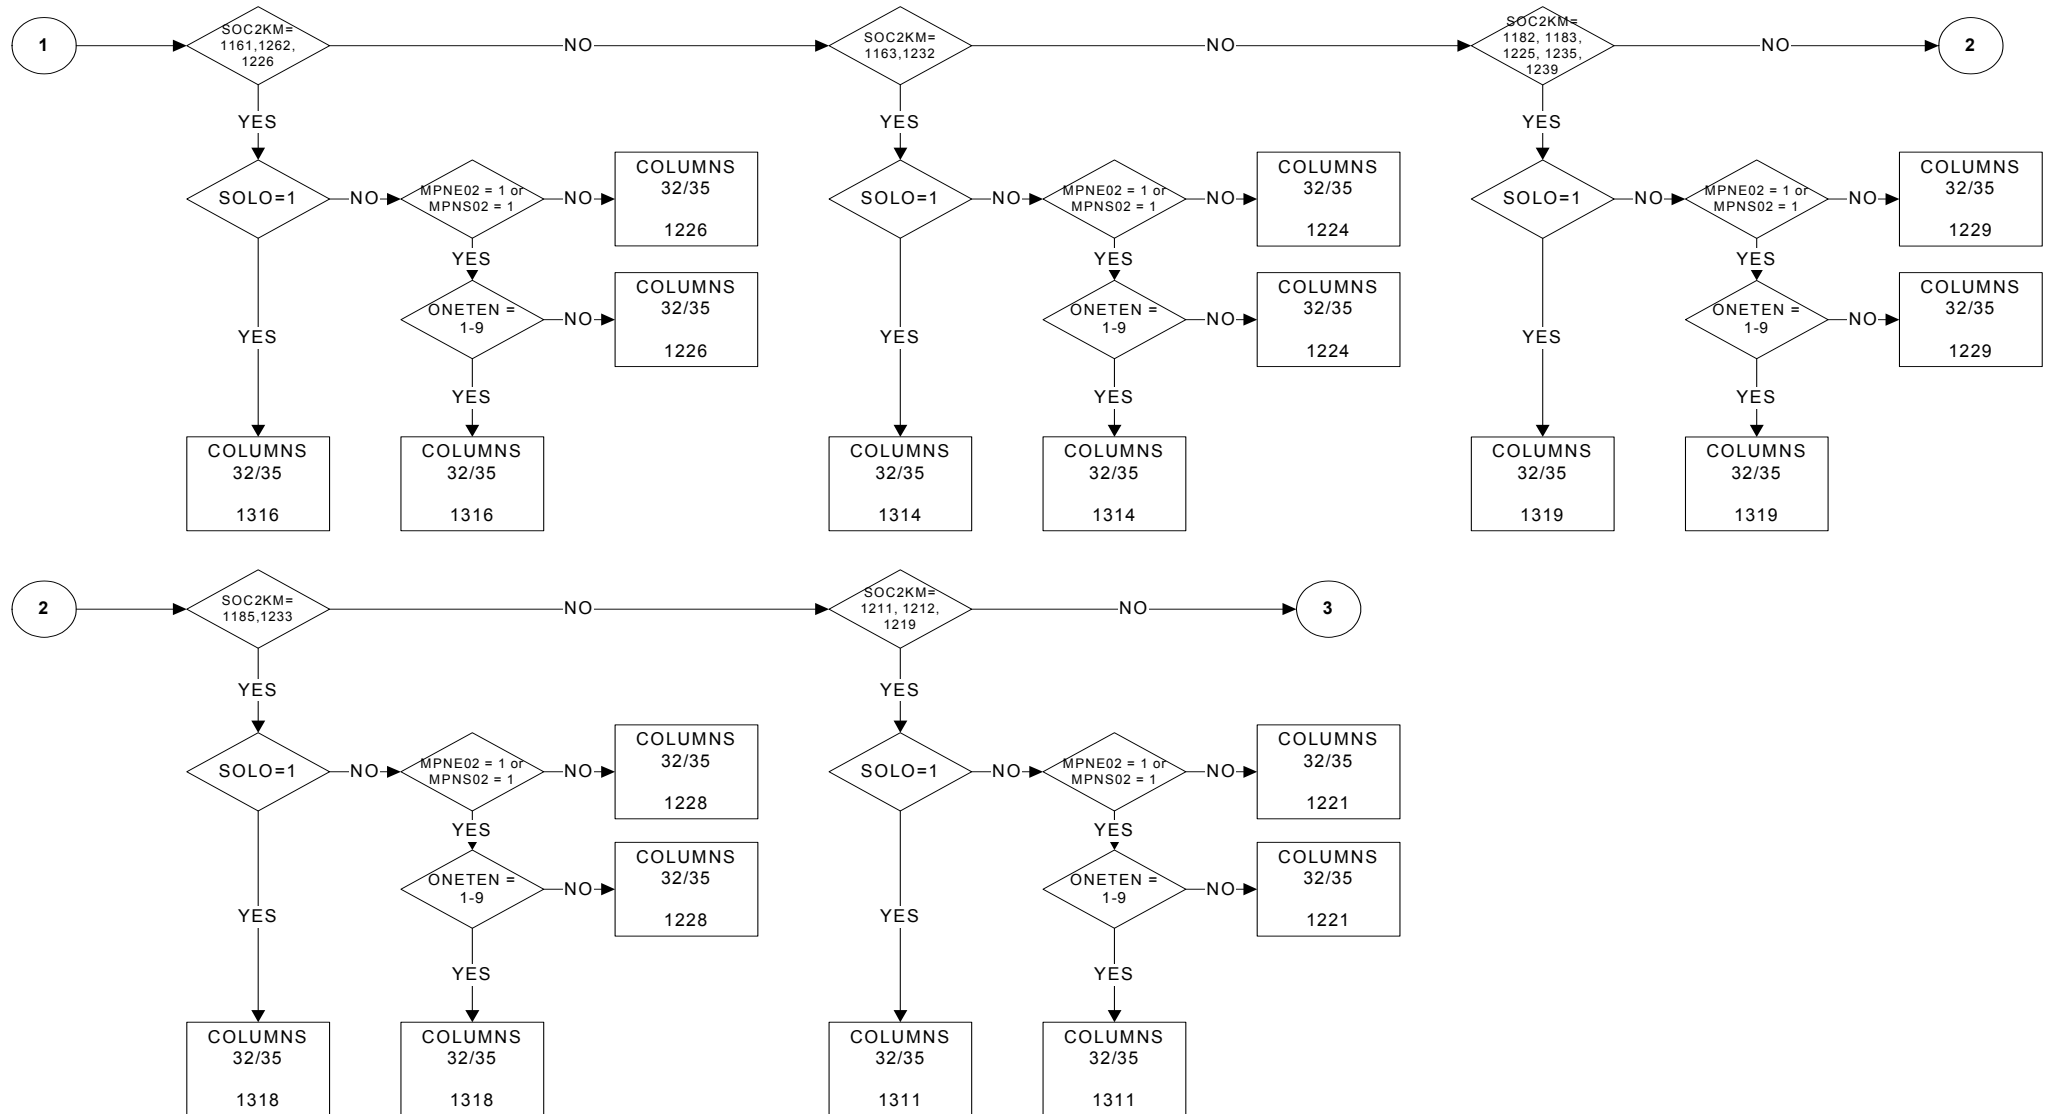 1
SOC2KM=
1161,1262,
1226
NO
SOC2KM=
1163,1232
NO
SOC2KM=
1182, 1183,
1225, 1235,
1239
NO
2
YES
YES
YES
SOLO=1
NO
MPNE02 = 1 or
MPNS02 = 1
NO
COLUMNS
32/35
1226
SOLO=1
NO
MPNE02 = 1 or
MPNS02 = 1
NO
COLUMNS
32/35
1224
SOLO=1
NO
MPNE02 = 1 or
MPNS02 = 1
NO
COLUMNS
32/35
1229
YES
YES
YES
YES
ONETEN =
1-9
NO
COLUMNS
32/35
1226
YES
ONETEN =
1-9
NO
COLUMNS
32/35
1224
YES
ONETEN =
1-9
NO
COLUMNS
32/35
1229
YES
YES
YES
COLUMNS
32/35
1316
COLUMNS
32/35
1316
COLUMNS
32/35
1314
COLUMNS
32/35
1314
COLUMNS
32/35
1319
COLUMNS
32/35
1319
2
SOC2KM=
1185,1233
NO
SOC2KM=
1211, 1212,
1219
NO
3
YES
YES
SOLO=1
NO
MPNE02 = 1 or
MPNS02 = 1
NO
COLUMNS
32/35
1228
SOLO=1
NO
MPNE02 = 1 or
MPNS02 = 1
NO
COLUMNS
32/35
1221
YES
YES
YES
ONETEN =
1-9
NO
COLUMNS
32/35
1228
YES
ONETEN =
1-9
NO
COLUMNS
32/35
1221
YES
YES
COLUMNS
32/35
1318
COLUMNS
32/35
1318
COLUMNS
32/35
1311
COLUMNS
32/35
1311